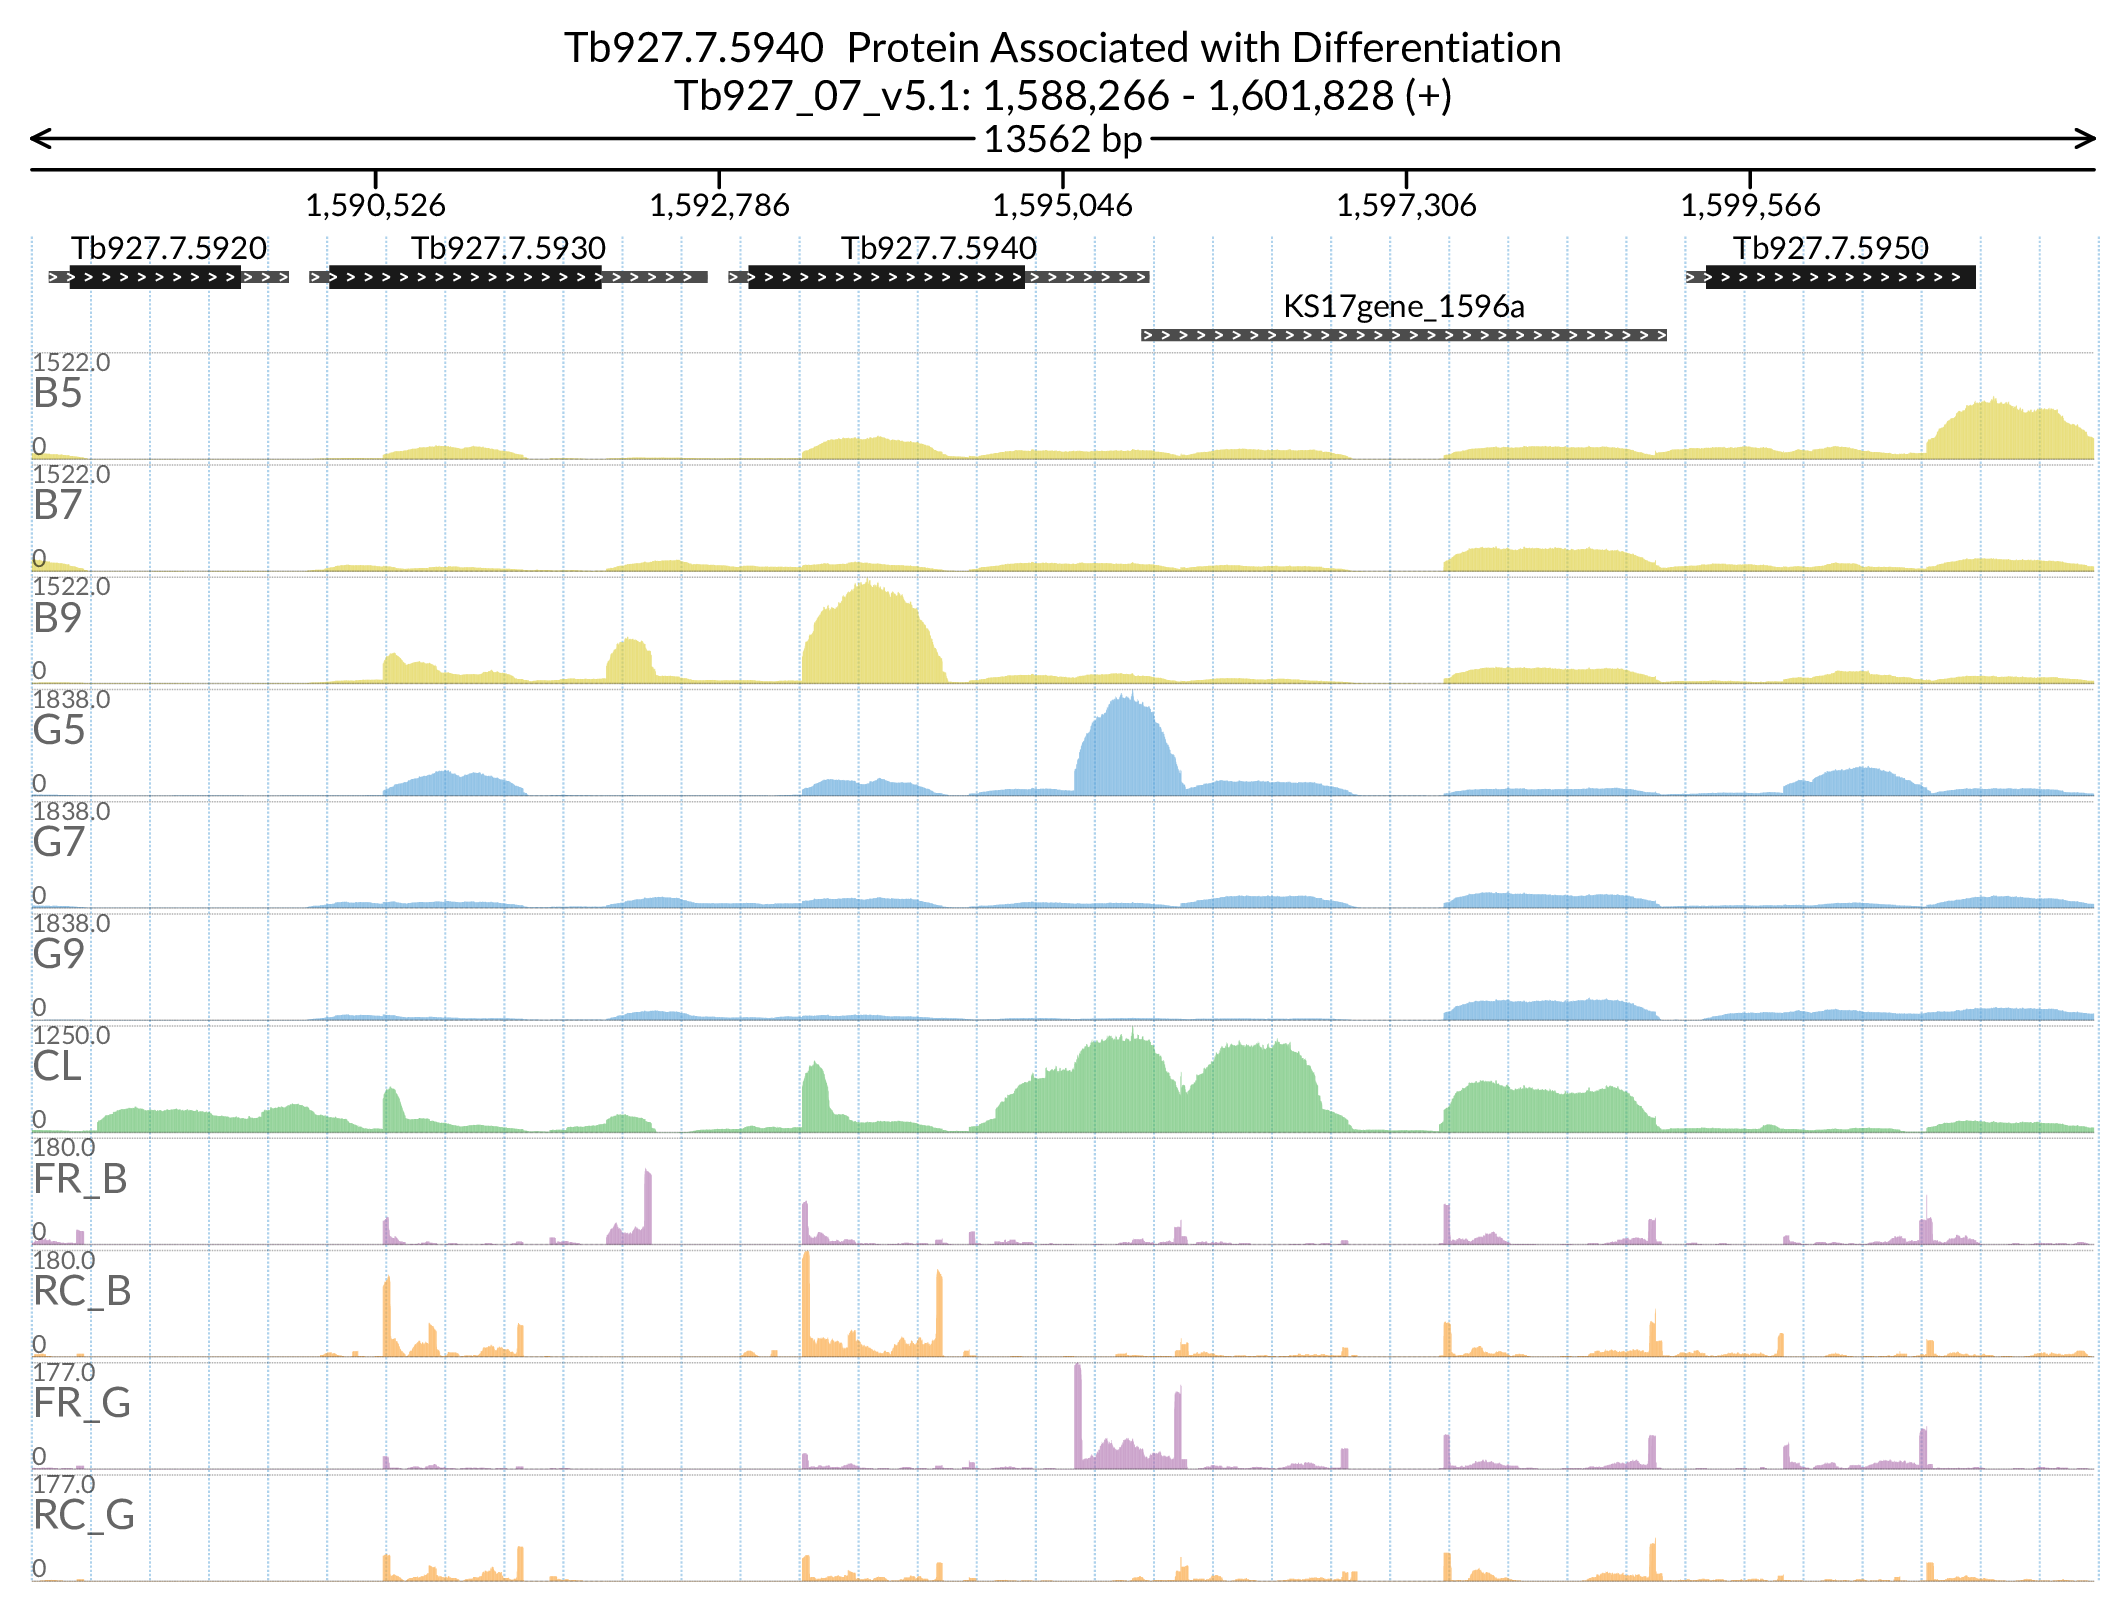 Tb927.7.5940  Protein Associated with Differentiation
Tb927_07_v5.1: 1,588,266 - 1,601,828 (+)
13562 bp
1,590,526 1,592,786 1,595,046 1,597,306 1,599,566
Tb927.7.5920 Tb927.7.5930 Tb927.7.5940 Tb927.7.5950
KS17gene_1596a
1522.0
B5
0
1522.0
B7
0
1522.0
B9
0
1838.0
G5
0
1838.0
G7
0
1838.0
G9
0
1250.0
CL
0
180.0
FR_B
0
180.0
RC_B
0
177.0
FR_G
0
177.0
RC_G
0